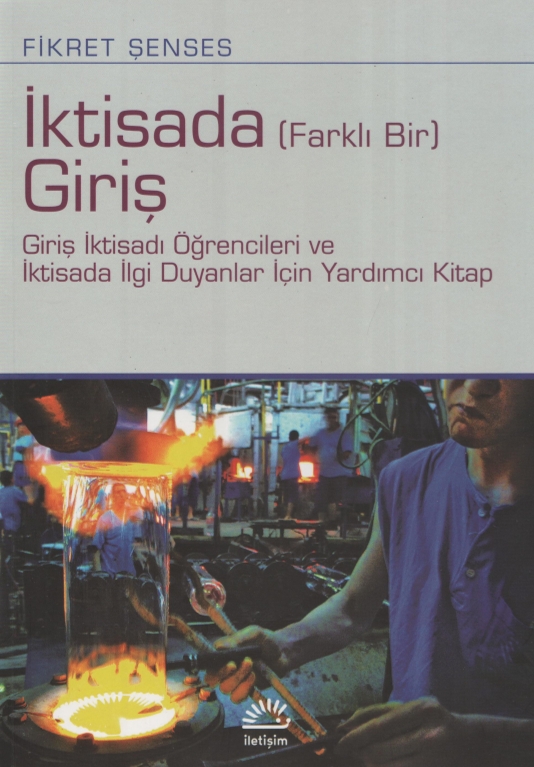 FİKRET ŞENSES
İktisada (Farklı Bir)
Giriş
Giriş İktisadı Öğrencileri ve
İktisada İlgi Duyanlar İçin Yardımcı Kitap
iletişim